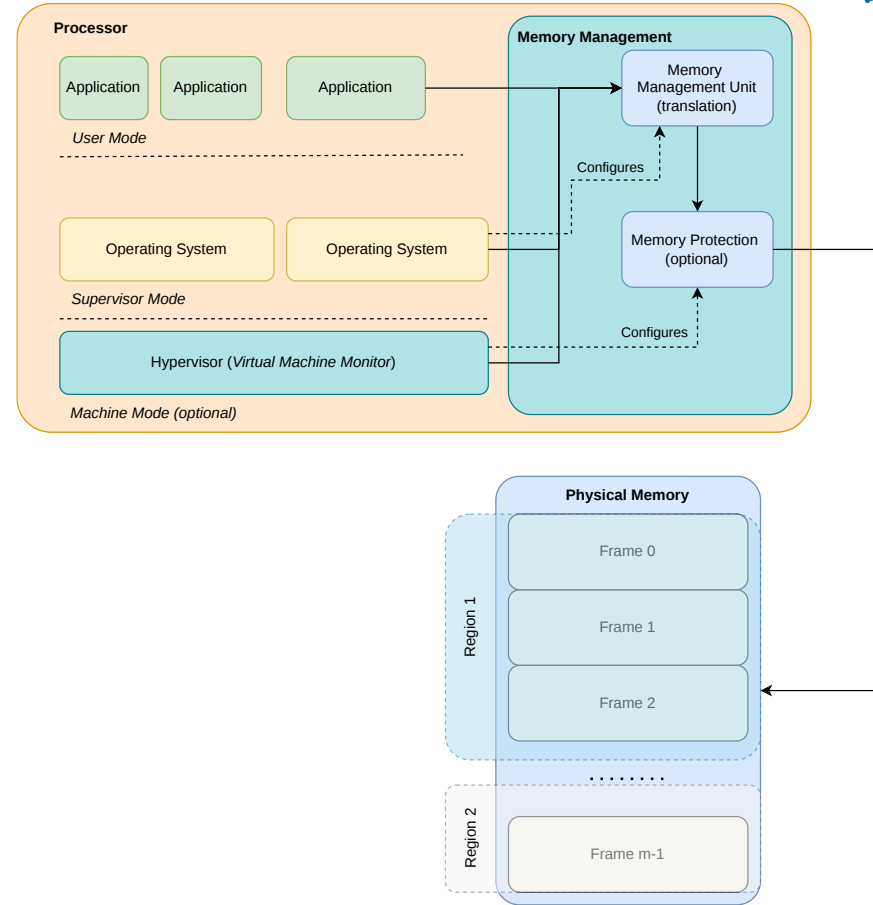 Processor
Memory Management
Application
Application
Application
Memory
Management Unit
(translation)
User Mode
Configures
Operating System
Operating System
Memory Protection
(optional)
Supervisor Mode
Configures
Hypervisor (Virtual Machine Monitor)
Machine Mode (optional)
Physical Memory
Region 1
Frame 0
Frame 1
Frame 2
. . . . . . . .
Region 2
Frame m-1